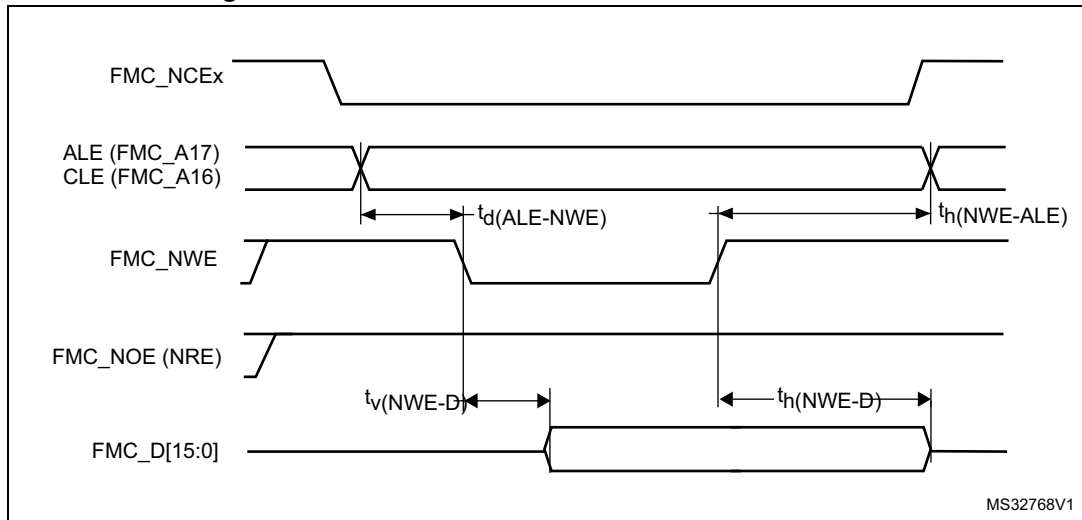 FMC_NCEx
ALE (FMC_A17)
CLE (FMC_A16)
td(ALE-NWE)
th(NWE-ALE)
FMC_NWE
FMC_NOE (NRE)
tv(NWE-D)
th(NWE-D)
FMC_D[15:0]
MS32768V1